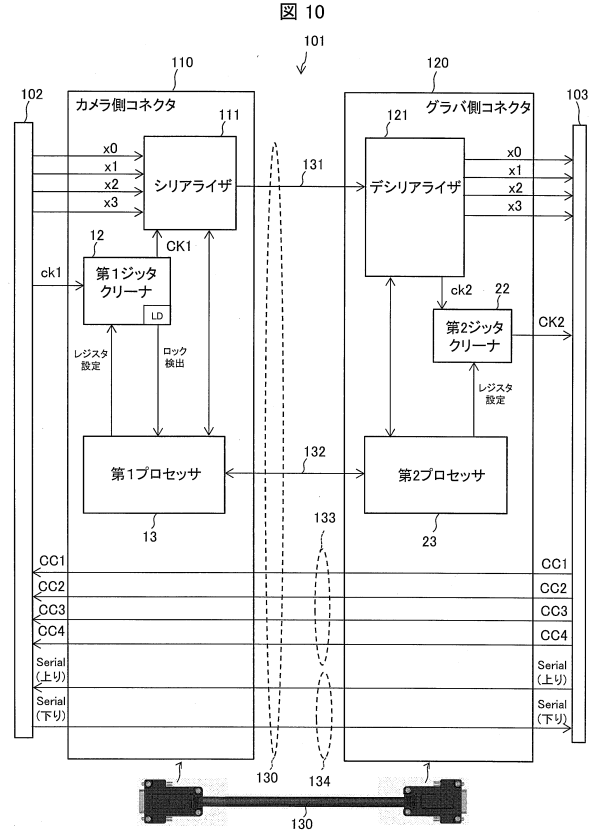 図 10
101
110
120
102
103
カメラ側コネクタ
グラバ側コネクタ
111
121
x0
x1
x2
x3
シリアライザ
131
デシリアライザ
x0
x1
x2
x3
12
CK1
ck1
第1ジッタ
クリーナ
LD
ck2
22
第2ジッタ
クリーナ
CK2
レジスタ
設定
ロック
検出
レジスタ
設定
第1プロセッサ
132
第2プロセッサ
13
23
133
CC1
CC1
CC2
CC2
CC3
CC3
CC4
CC4
Serial
(上り)
Serial
(上り)
Serial
(下り)
Serial
(下り)
130
134
130